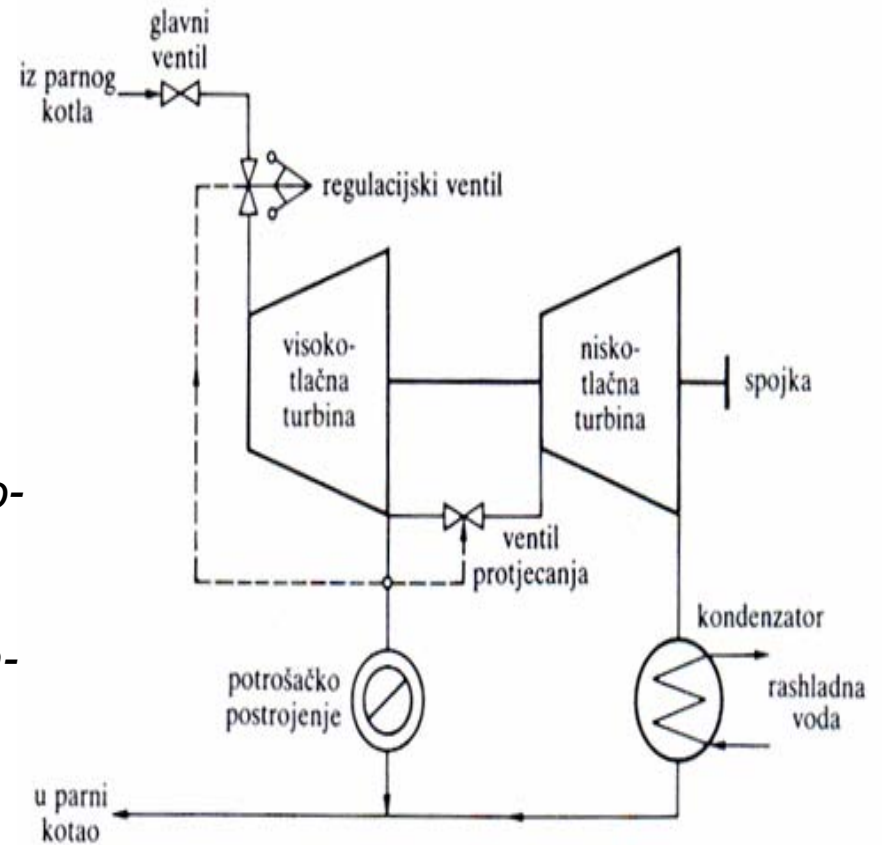 glavni
ventil
iz parnog
kotla
regulacijski ventil
visoko-
tlačna
turbina
nisko-
tlačna
turbina
spojka
ventil
protjecanja
kondenzator
potrošačko
postrojenje
rashladna
voda
u parni
kotao